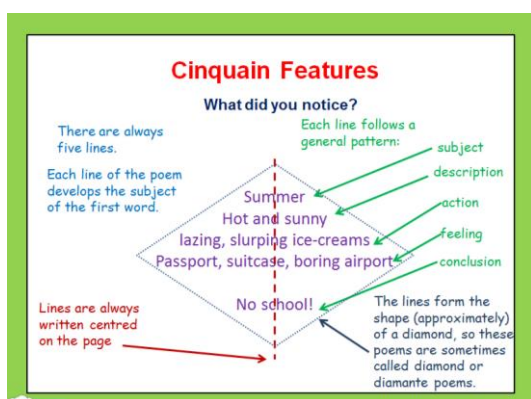 Cinquain Features
What did you notice?
There are always
five lines.
Each line of the poem
develops the subject
of the first word.
Each line follows a
general pattern:
subject
description
action
feeling
conclusion
Summer
Hot and sunny
lazing, slurping ice-creams
Passport, suitcase, boring airport
No school!
Lines are always
written centred
on the page
The lines form the
shape (approximately)
of a diamond, so these
poems are sometimes
called diamond or
diamante poems.